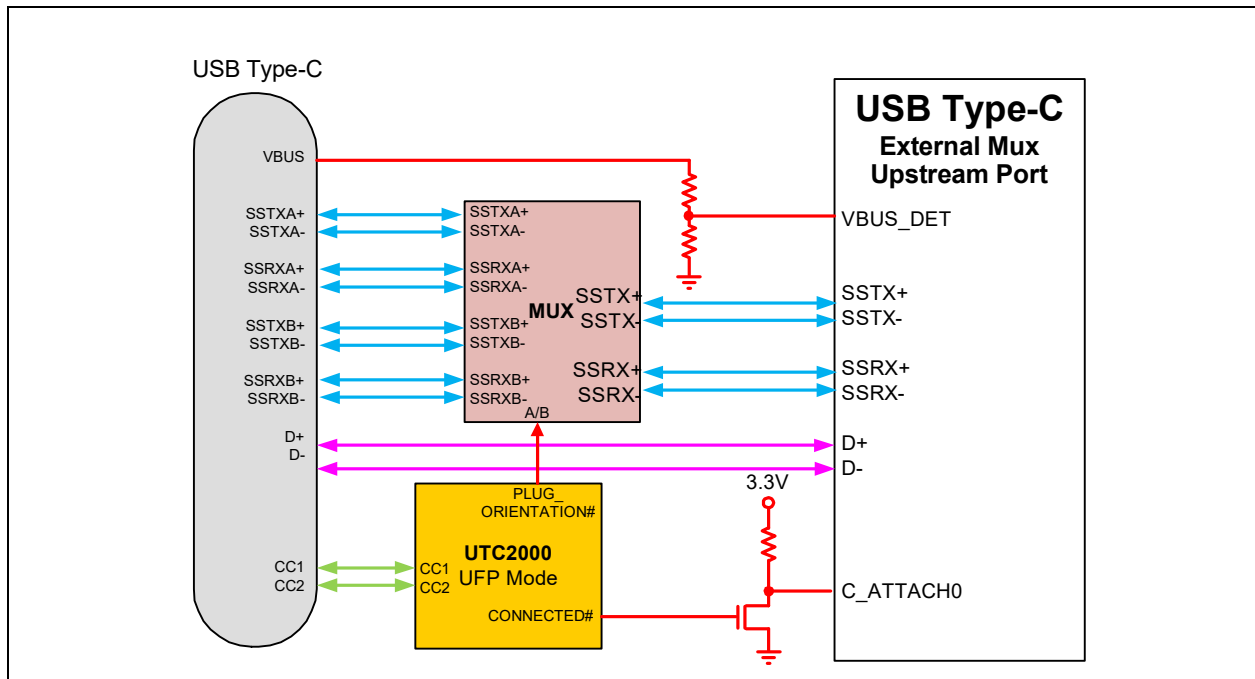 USB Type-C
VBUS
SSTXA+
SSTXA-
SSRXA+
SSRXA-
SSTXB+
SSTXB-
SSRXB+
SSRXB-
D+
D-
CC1
CC2
SSTXA+
SSTXA-
SSRXA+
SSRXA-
SSTXB+
SSTXB-
SSRXB+
SSRXB-
MUX
SSTX+
SSTX-
SSRX+
SSRX-
A/B
PLUG_
ORIENTATION#
UTC2000
UFP Mode
CC1
CC2
CONNECTED#
3.3V
USB Type-C
External Mux
Upstream Port
VBUS_DET
SSTX+
SSTX-
SSRX+
SSRX-
D+
D-
C_ATTACH0